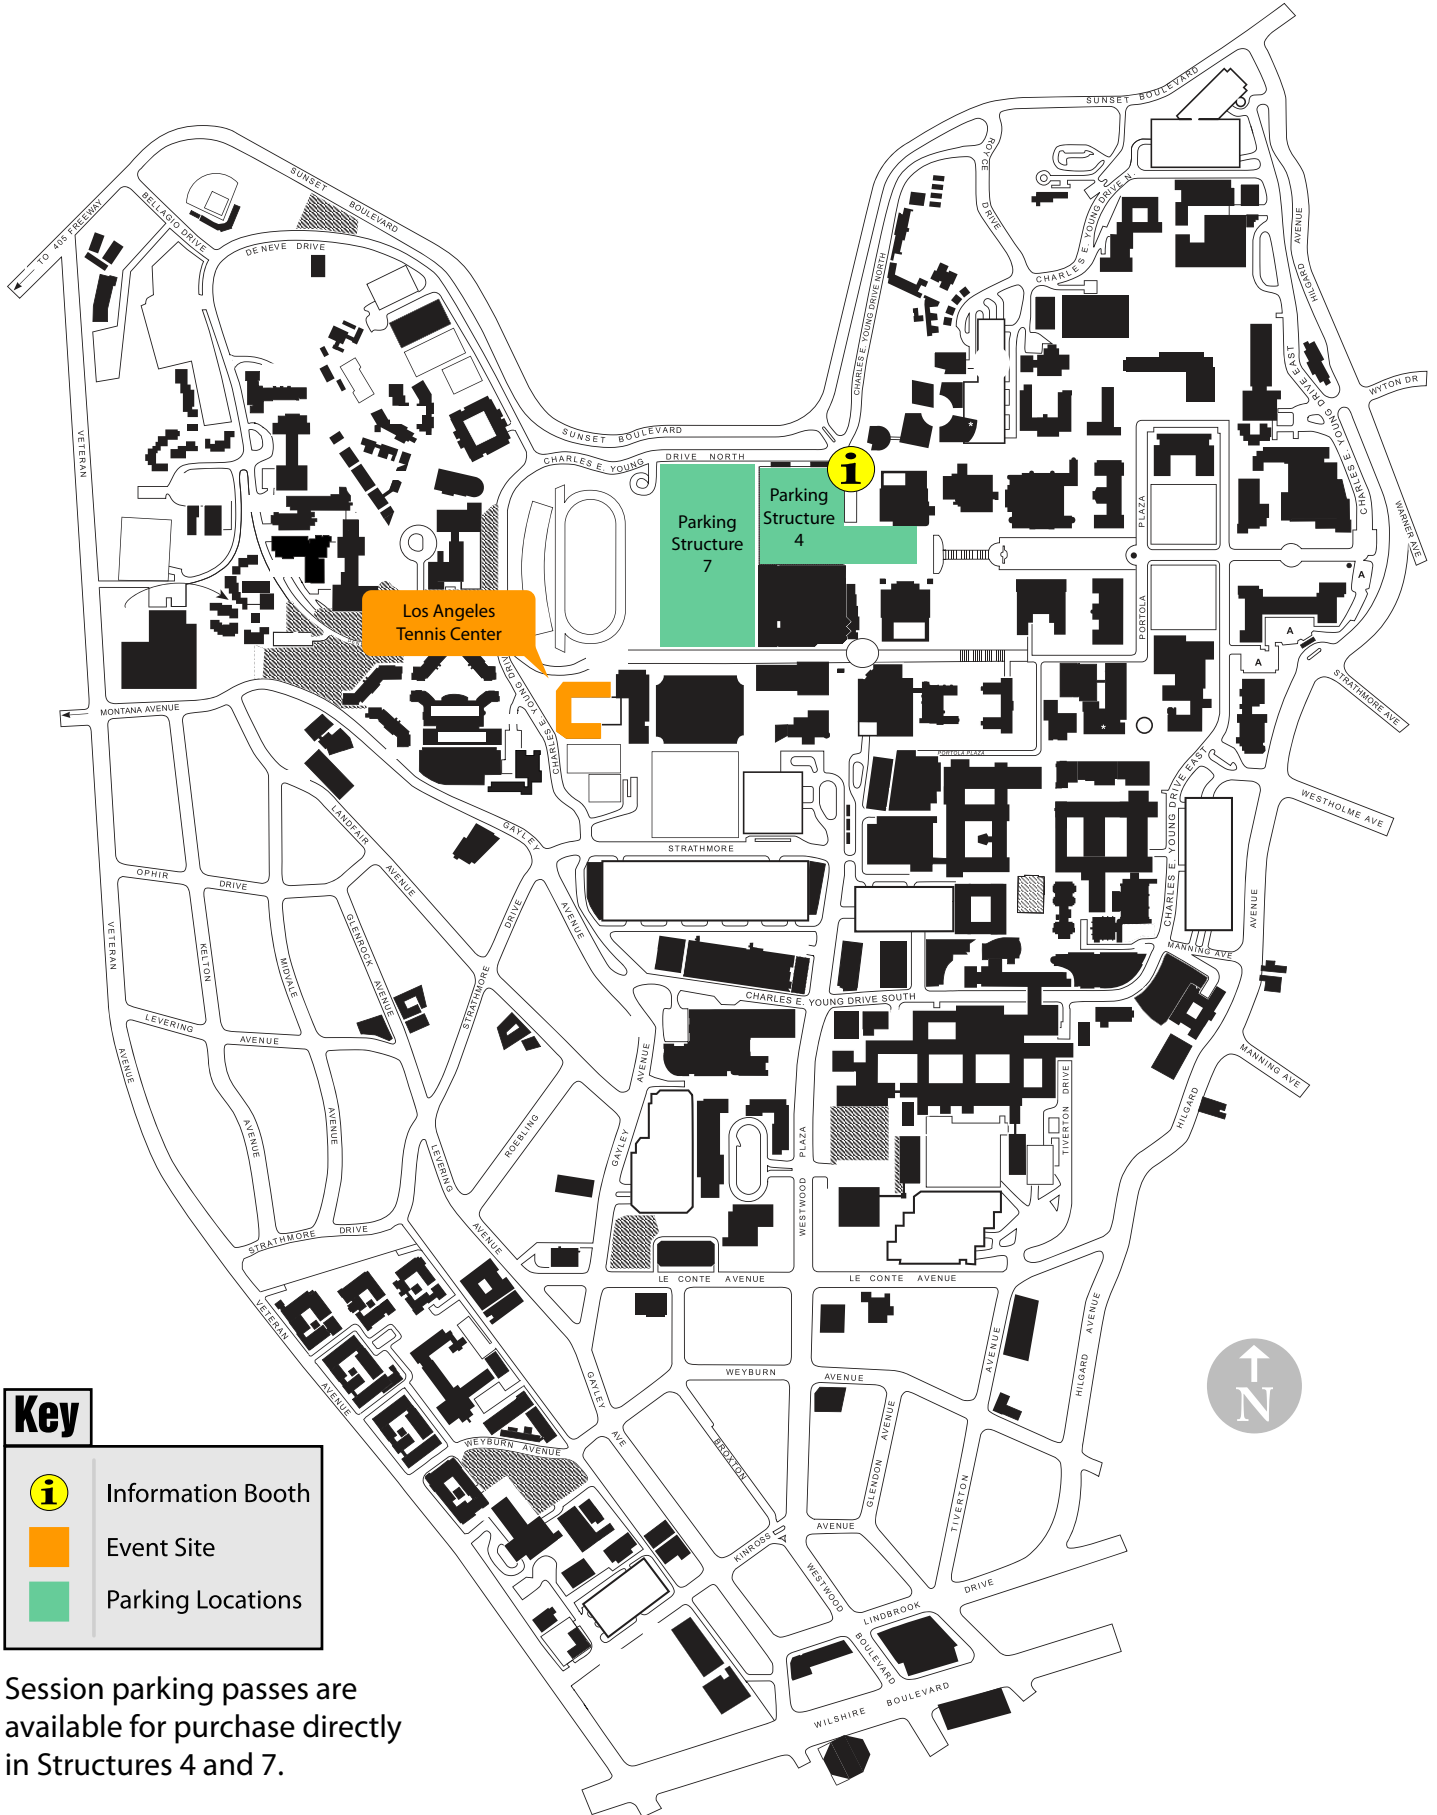 SUNSET BOULEVARD
ROYCE
DRIVE
CHARLES E. YOUNG DRIVE N.
HILGARD
AVENUE
SUNSET
BOULEVARD
TO 405 FREEWAY
BELLAGIO DRIVE
DE NEVE DRIVE
CHARLES E. YOUNG DRIVE NORTH
CHARLES E. YOUNG DRIVE EAST
WYTON DR
VETERAN
SUNSET BOULEVARD
CHARLES E. YOUNG
DRIVE NORTH
i
Parking
Structure
7
Parking
Structure
4
*
PLAZA
PORTOLA
CHARLES E. YOUNG
WARNER AVE
A
A
A
Los Angeles
Tennis Center
CHARLES E. YOUNG DRIVE
STRATHMORE AVE
MONTANA AVENUE
*
PORTOLA PLAZA
CHARLES E. YOUNG DRIVE EAST
WESTHOLME AVE
LANDFAIR
AVENUE
GAYLEY
AVENUE
STRATHMORE
OPHIR
DRIVE
VETERAN
AVENUE
KELTON
AVENUE
MIDVALE
AVENUE
GLENROCK
AVENUE
STRATHMORE
DRIVE
AVENUE
MANNING AVE
CHARLES E. YOUNG DRIVE SOUTH
LEVERING
AVENUE
MANNING AVE
HILGARD
TIVERTON DRIVE
GAYLEY
AVENUE
ROEBLING
LEVERING
AVENUE
WESTWOOD
PLAZA
STRATHMORE
DRIVE
LE CONTE AVENUE
LE CONTE AVENUE
VETERAN
AVENUE
GAYLEY
AVE
WEYBURN
AVENUE
AVENUE
HILGARD AVENUE
N
WEYBURN AVENUE
BROXTON
GLENDON
AVENUE
TIVERTON
KINROSS
AVENUE
WESTWOOD
BOULEVARD
LINDBROOK
DRIVE
WILSHIRE
BOULEVARD
Key
i
Information Booth
Event Site
Parking Locations
Session parking passes are
available for purchase directly
in Structures 4 and 7.